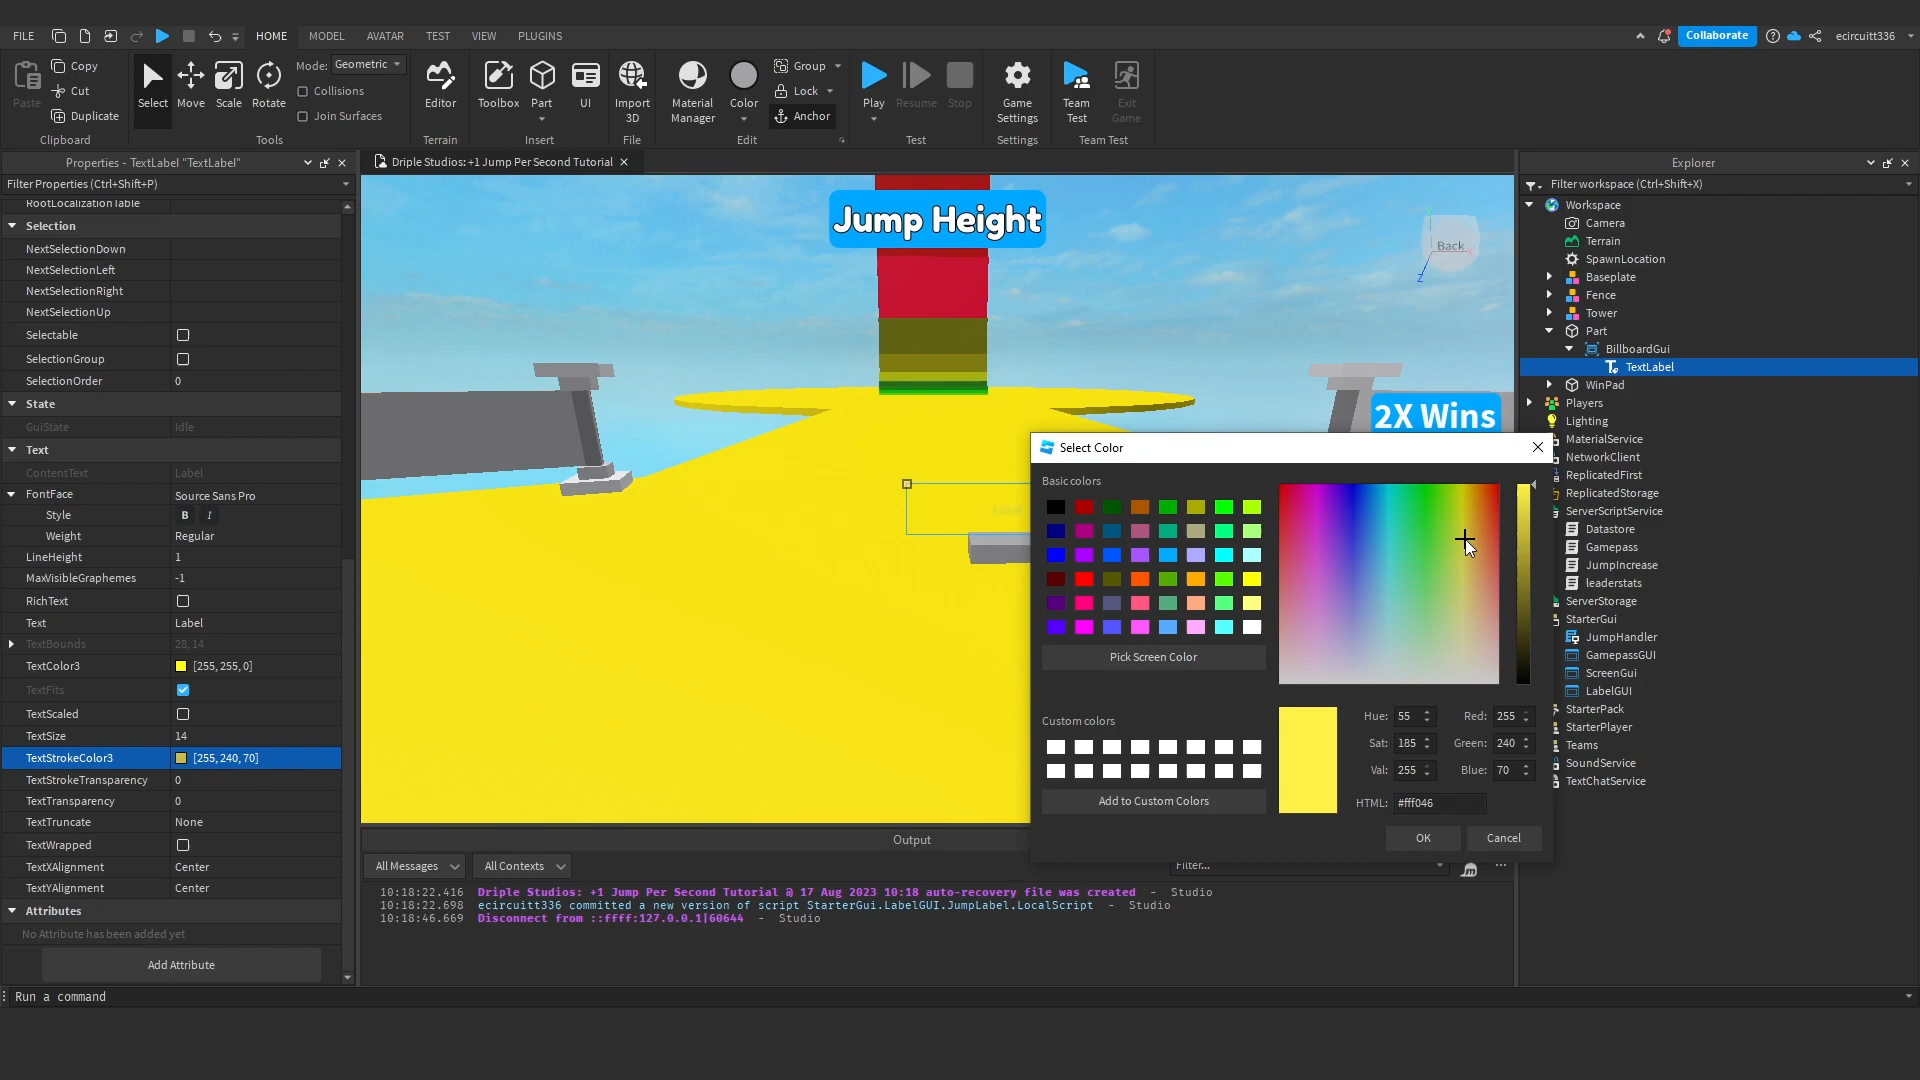 FILE HOME MODEL AVATAR TEST VIEW PLUGINS Collaborate ecircuitt336
Paste Copy Cut Duplicate Clipboard
Select Move Scale Rotate Mode: Geometric Collisions Join Surfaces Tools
Editor Terrain
Toolbox Part UI Insert
Import 3D File
Material Manager Color Group Lock Anchor Edit
Play Resume Stop Test
Game Settings Settings
Team Test Exit Game Team Test
Properties - TextLabel "TextLabel"
Filter Properties (Ctrl+Shift+P)
RootLocalizationTable
Selection
NextSelectionDown
NextSelectionLeft
NextSelectionRight
NextSelectionUp
Selectable
SelectionGroup
SelectionOrder 0
State
GuiState Idle
Text
ContentText Label
FontFace Source Sans Pro
Style B I
Weight Regular
LineHeight 1
MaxVisibleGraphemes -1
RichText
Text Label
TextBounds 28, 14
TextColor3 [255, 255, 0]
TextFits
TextScaled
TextSize 14
TextStrokeColor3 [255, 240, 70]
TextStrokeTransparency 0
TextTransparency 0
TextTruncate None
TextWrapped
TextXAlignment Center
TextYAlignment Center
Attributes
No Attribute has been added yet
Add Attribute
Driple Studios: +1 Jump Per Second Tutorial
Jump Height
Back
Z
2X Wins
Label
Select Color
Basic colors
Pick Screen Color
Custom colors
Add to Custom Colors
Hue: 55 Red: 255
Sat: 185 Green: 240
Val: 255 Blue: 70
HTML: #fff046
OK Cancel
Output
All Messages All Contexts Filter...
10:18:22.416 Driple Studios: +1 Jump Per Second Tutorial @ 17 Aug 2023 10:18 auto-recovery file was created - Studio
10:18:22.698 ecircuitt336 committed a new version of script StarterGui.LabelGUI.JumpLabel.LocalScript - Studio
10:18:46.669 Disconnect from ::ffff:127.0.0.1|60644 - Studio
Explorer
Filter workspace (Ctrl+Shift+X)
Workspace
Camera
Terrain
SpawnLocation
Baseplate
Fence
Tower
Part
BillboardGui
TextLabel
WinPad
Players
Lighting
MaterialService
NetworkClient
ReplicatedFirst
ReplicatedStorage
ServerScriptService
Datastore
Gamepass
JumpIncrease
leaderstats
ServerStorage
StarterGui
JumpHandler
GamepassGUI
ScreenGui
LabelGUI
StarterPack
StarterPlayer
Teams
SoundService
TextChatService
Run a command